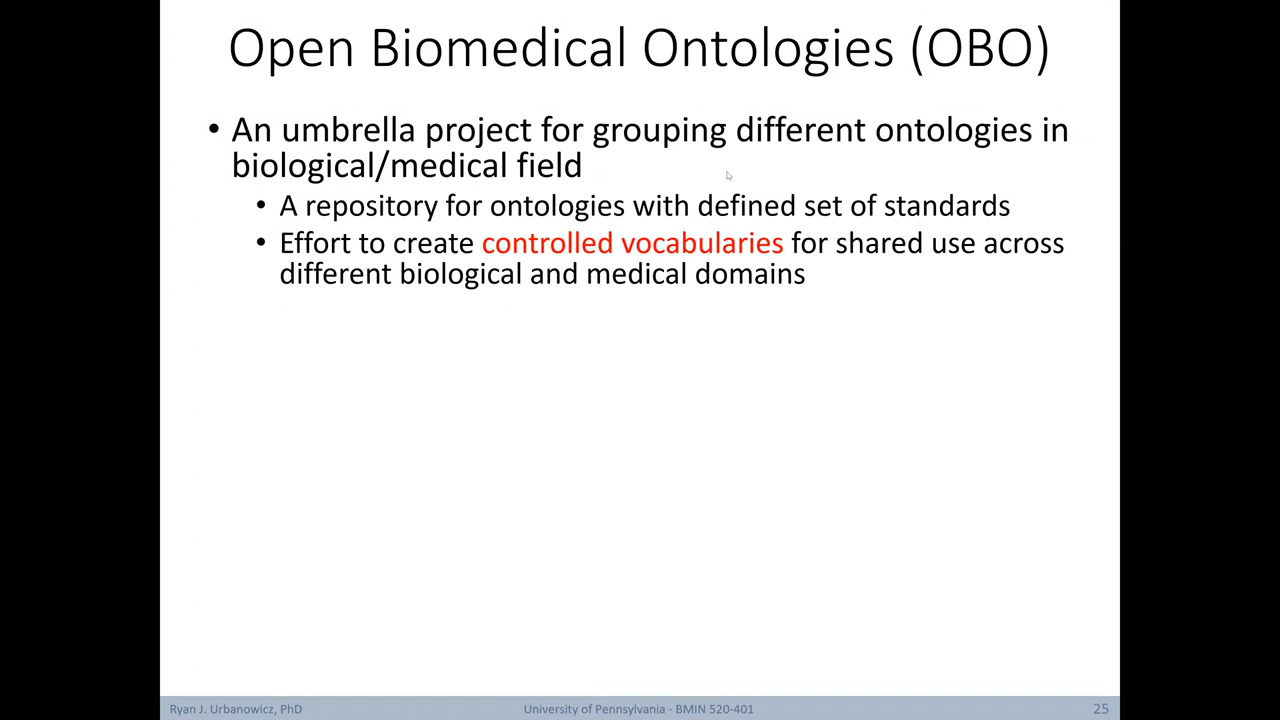 Open Biomedical Ontologies (OBO)
• An umbrella project for grouping different ontologies in
biological/medical field
• A repository for ontologies with defined set of standards
• Effort to create controlled vocabularies for shared use across
different biological and medical domains
Ryan J. Urbanowicz, PhD
University of Pennsylvania - BMIN 520-401
25